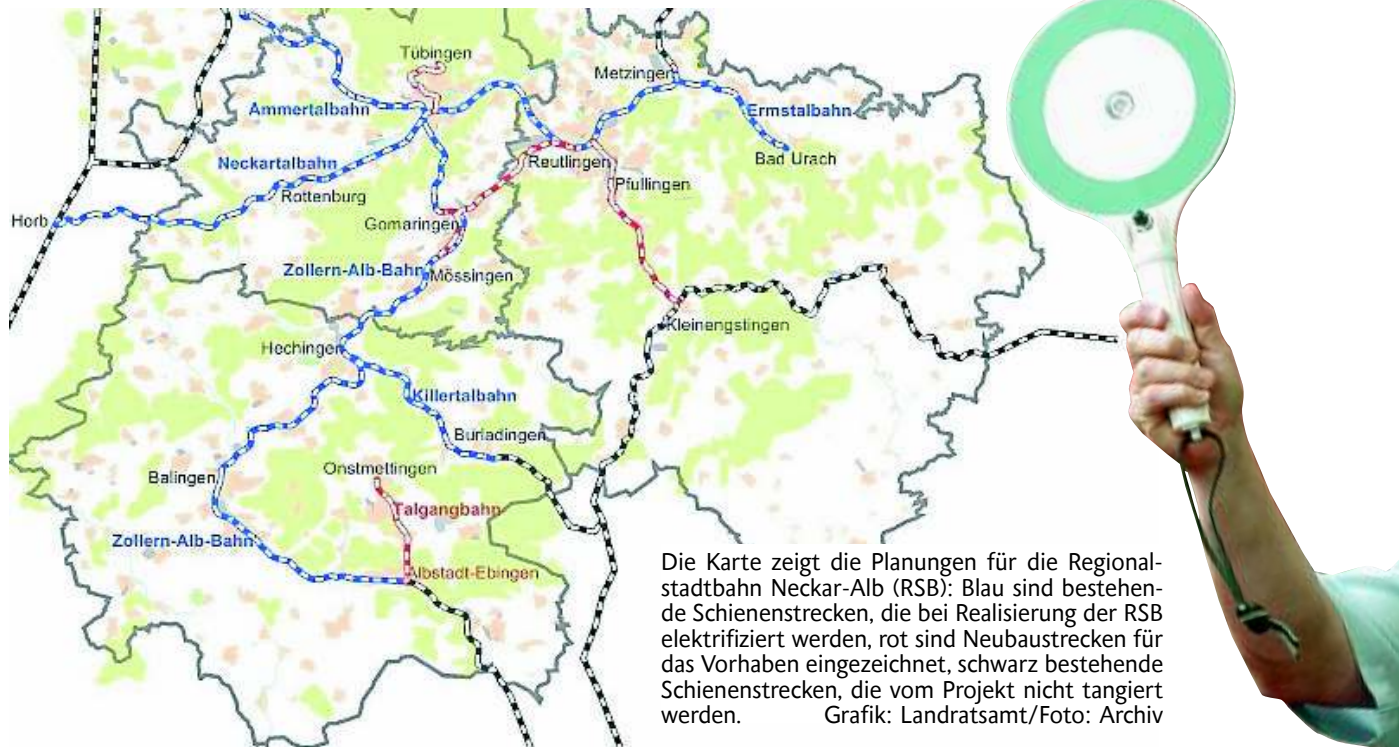 Tübingen
Metzingen
Ammertalbahn
Ermstalbahn
Neckartalbahn
Reutlingen
Bad Urach
Rottenburg
Pfullingen
Horb
Gomaringen
Zollern-Alb-Bahn
Mössingen
Kleinengstingen
Hechingen
Killertalbahn
Burladingen
Onstmettingen
Balingen
Talgangbahn
Zollern-Alb-Bahn
Albstadt-Ebingen
Die Karte zeigt die Planungen für die Regional-
stadtbahn Neckar-Alb (RSB): Blau sind bestehen-
de Schienenstrecken, die bei Realisierung der RSB
elektrifiziert werden, rot sind Neubaustrecken für
das Vorhaben eingezeichnet, schwarz bestehende
Schienenstrecken, die vom Projekt nicht tangiert
werden. Grafik: Landratsamt/Foto: Archiv